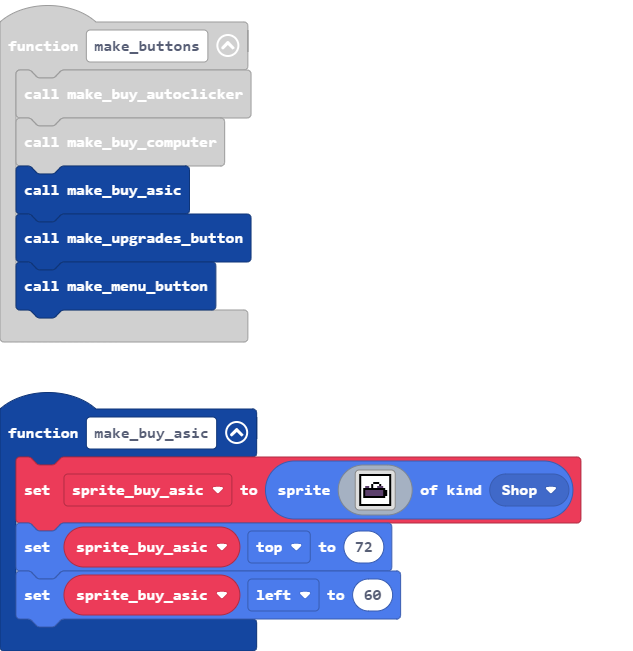 function make_buttons
call make_buy_autoclicker
call make_buy_computer
call make_buy_asic
call make_upgrades_button
call make_menu_button
function make_buy_asic
set sprite_buy_asic to sprite of kind Shop
set sprite_buy_asic top to 72
set sprite_buy_asic left to 60